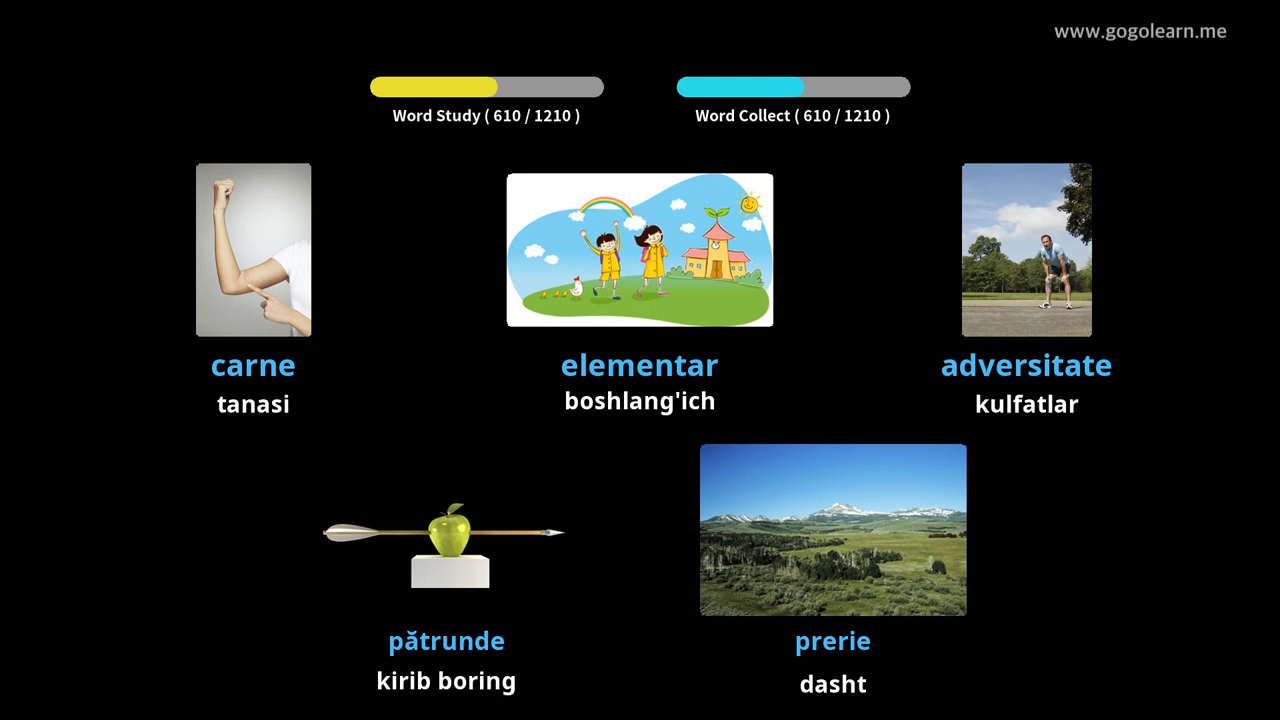 www.gogolearn.me
Word Study ( 610 / 1210 )
Word Collect ( 610 / 1210 )
carne
tanasi
elementar
boshlang'ich
adversitate
kulfatlar
pătrunde
kirib boring
prerie
dasht